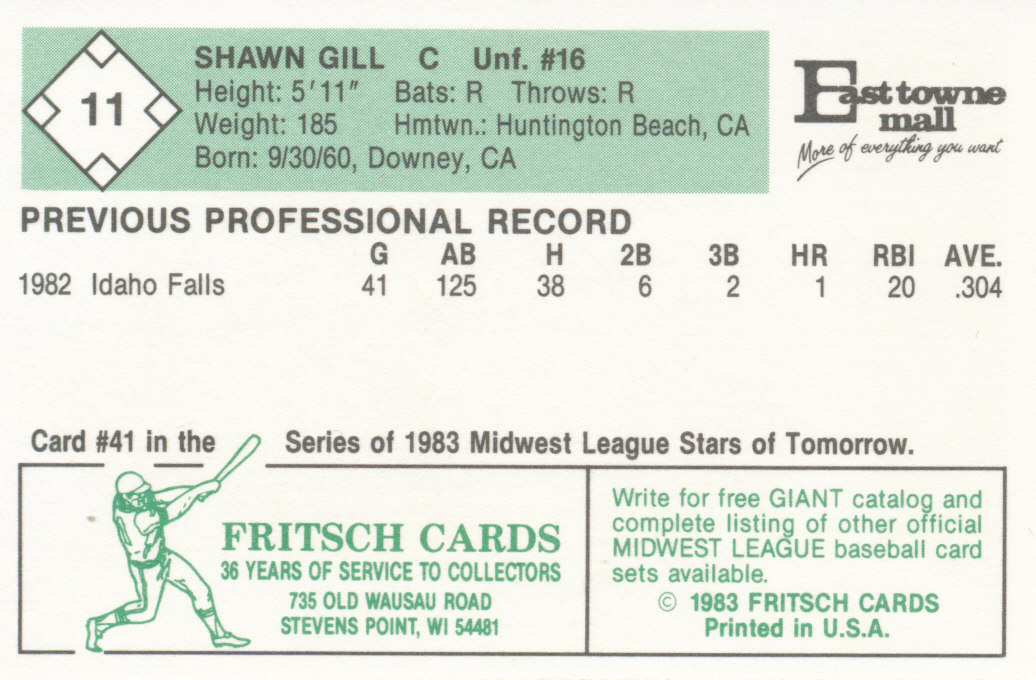 11
SHAWN GILL C Unf. #16
Height: 5'11" Bats: R Throws: R
Weight: 185 Hmtwn.: Huntington Beach, CA
Born: 9/30/60, Downey, CA
East towne
mall
More of everything you want
PREVIOUS PROFESSIONAL RECORD
G AB H 2B 3B HR RBI AVE.
1982 Idaho Falls 41 125 38 6 2 1 20 .304
Card #41 in the Series of 1983 Midwest League Stars of Tomorrow.
FRITSCH CARDS
36 YEARS OF SERVICE TO COLLECTORS
735 OLD WAUSAU ROAD
STEVENS POINT, WI 54481
Write for free GIANT catalog and
complete listing of other official
MIDWEST LEAGUE baseball card
sets available.
© 1983 FRITSCH CARDS
Printed in U.S.A.